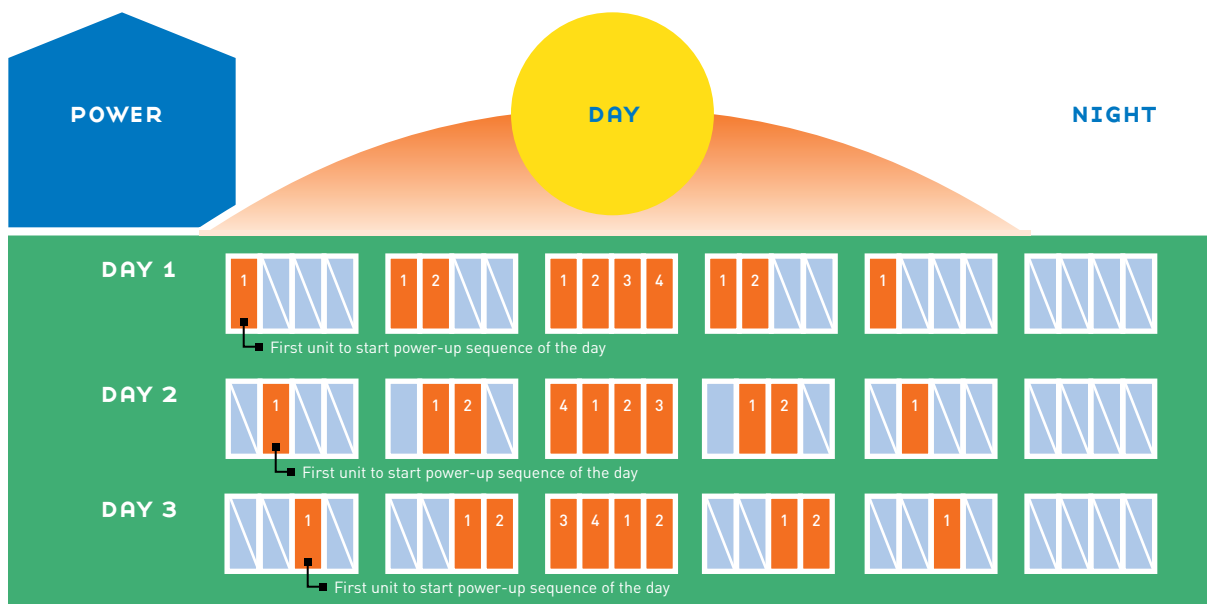 POWER
DAY
NIGHT
DAY 1
1
1 2
1 2 3 4
1 2
1
First unit to start power-up sequence of the day
DAY 2
1
1 2
4 1 2 3
1 2
1
First unit to start power-up sequence of the day
DAY 3
1
1 2
3 4 1 2
1 2
1
First unit to start power-up sequence of the day